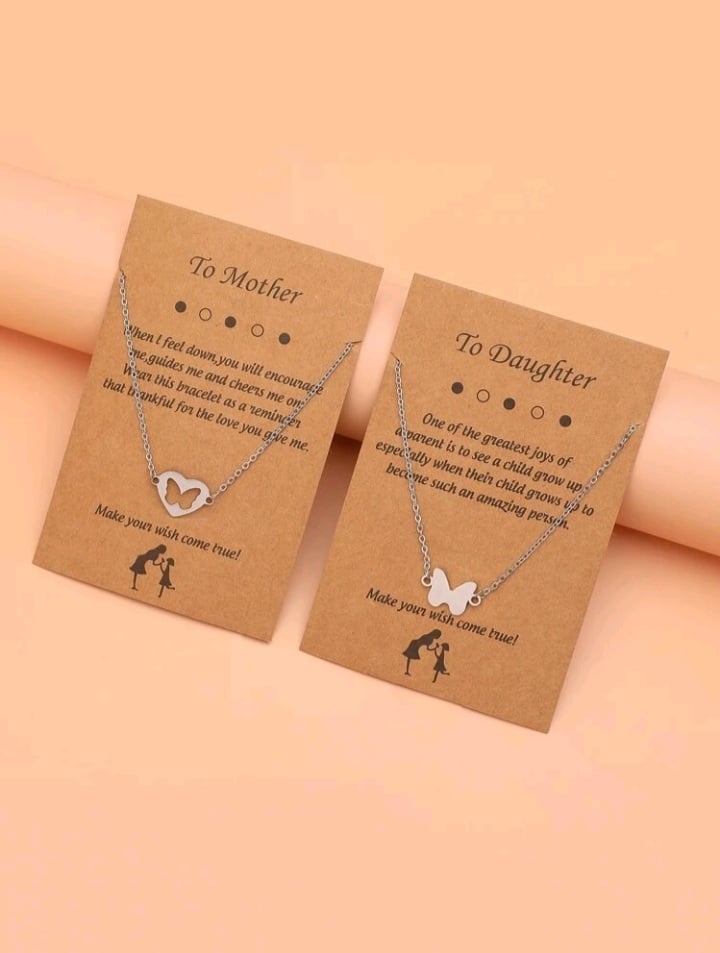 To Mother
When I feel down,you will encourage
me,guides me and cheers me on.
Wear this bracelet as a reminder
that thankful for the love you give me.
Make your wish come true!
To Daughter
One of the greatest joys of
aparent is to see a child grow up,
especially when their child grows up to
become such an amazing person.
Make your wish come true!